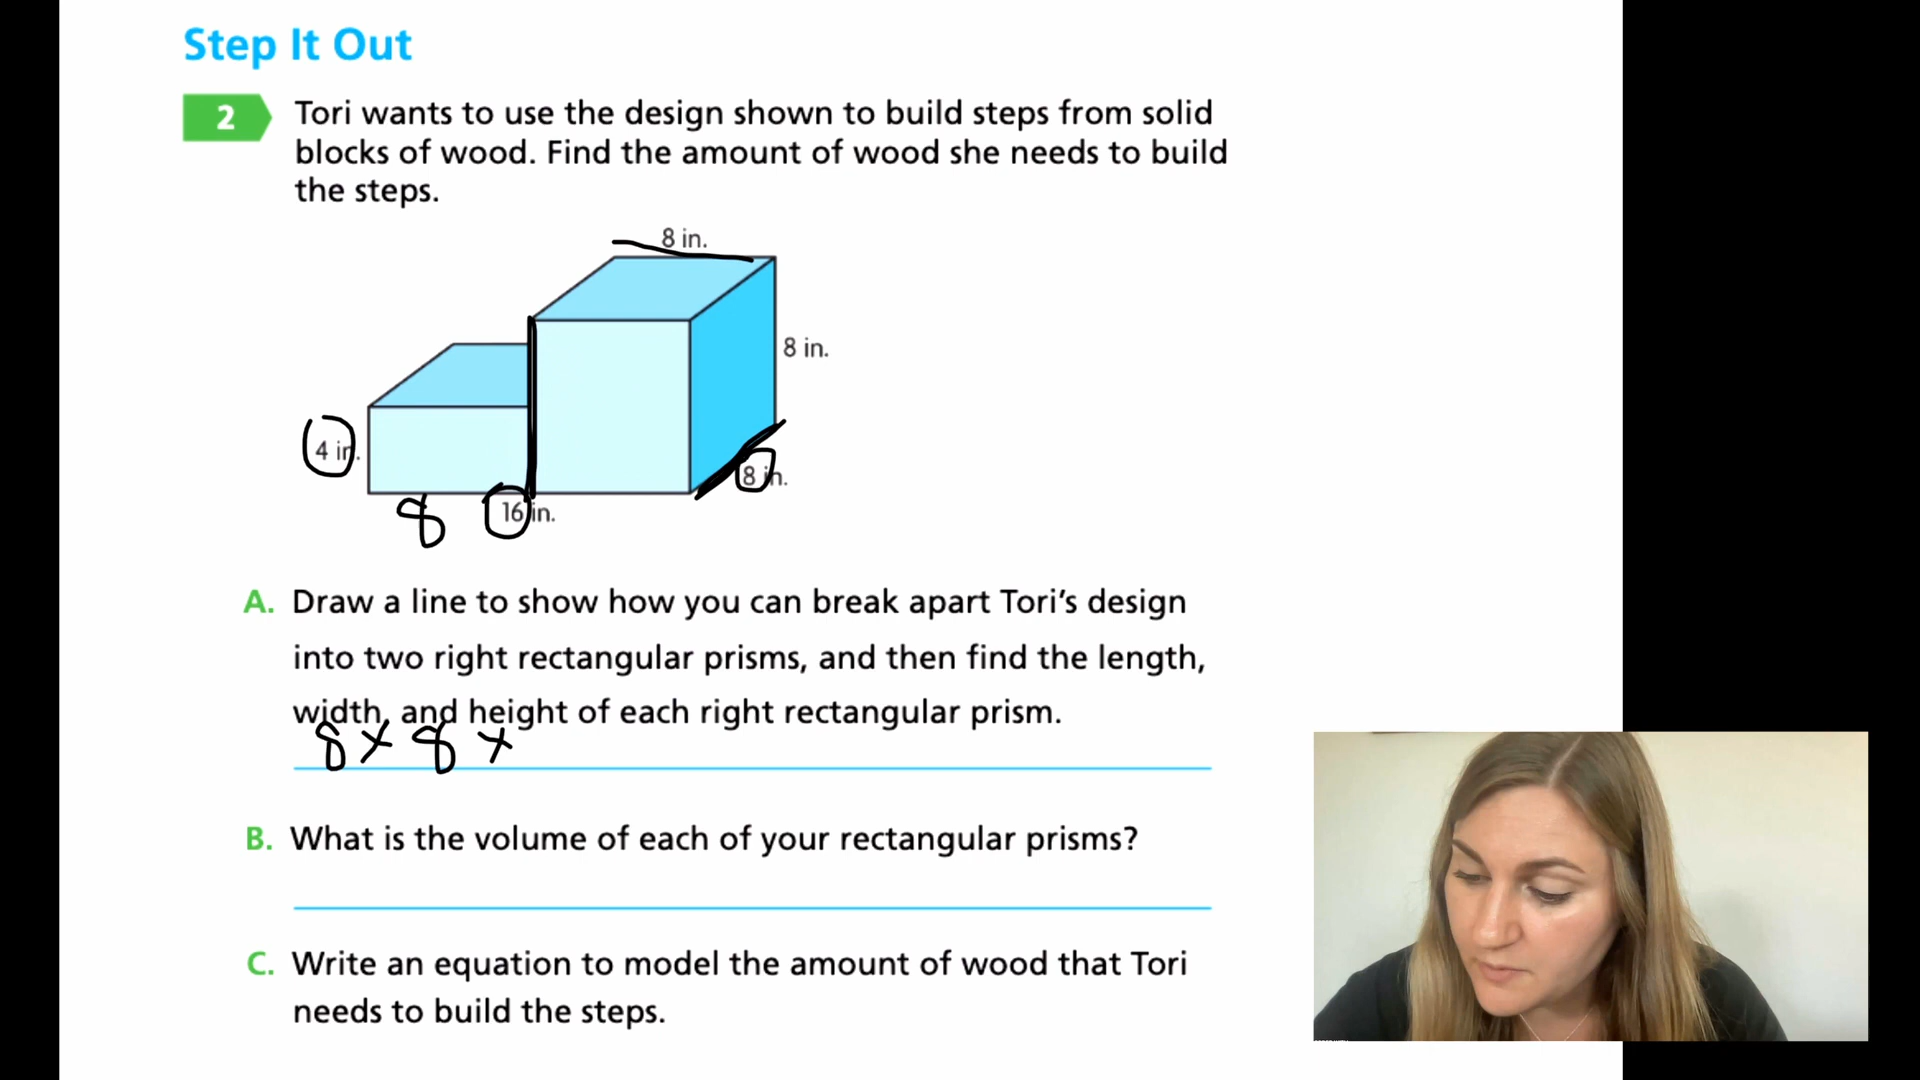 Step It Out
2 Tori wants to use the design shown to build steps from solid
blocks of wood. Find the amount of wood she needs to build
the steps.
8 in.
8 in.
4 in.
8 in.
8
16 in.
A. Draw a line to show how you can break apart Tori's design
into two right rectangular prisms, and then find the length,
width, and height of each right rectangular prism.
8 × 8 ×
B. What is the volume of each of your rectangular prisms?
C. Write an equation to model the amount of wood that Tori
needs to build the steps.